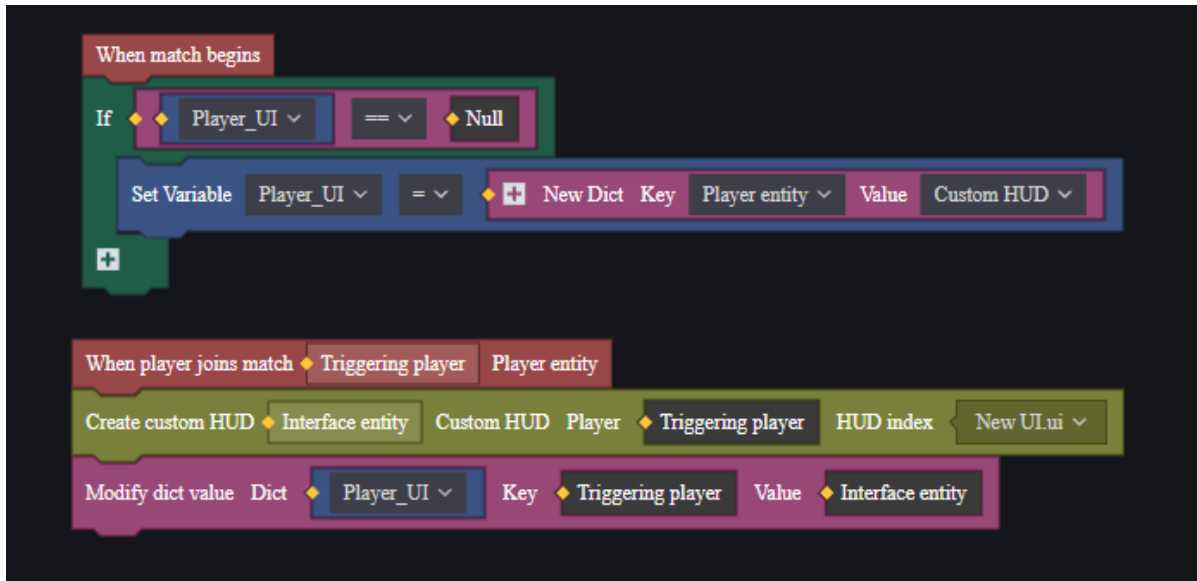 When match begins
If Player_UI == Null
Set Variable Player_UI = New Dict Key Player entity Value Custom HUD
When player joins match Triggering player Player entity
Create custom HUD Interface entity Custom HUD Player Triggering player HUD index New UI.ui
Modify dict value Dict Player_UI Key Triggering player Value Interface entity